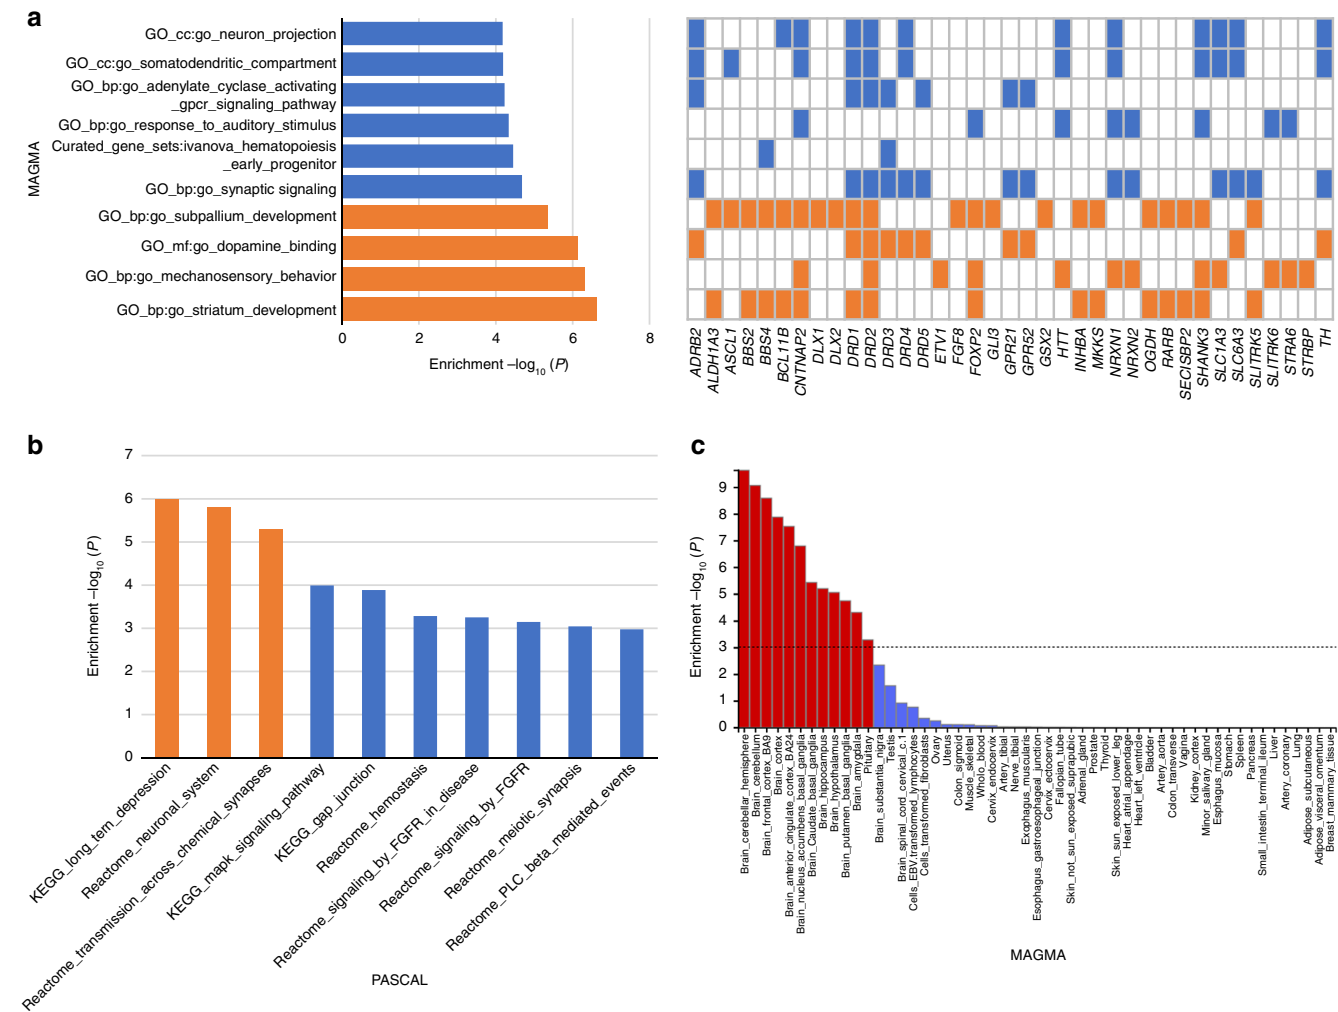 a
MAGMA
GO_cc:go_neuron_projection
GO_cc:go_somatodendritic_compartment
GO_bp:go_adenylate_cyclase_activating
_gpcr_signaling_pathway
GO_bp:go_response_to_auditory_stimulus
Curated_gene_sets:ivanova_hematopoiesis
_early_progenitor
GO_bp:go_synaptic signaling
GO_bp:go_subpallium_development
GO_mf:go_dopamine_binding
GO_bp:go_mechanosensory_behavior
GO_bp:go_striatum_development
0 2 4 6 8
Enrichment –log10 (P)
ADRB2
ALDH1A3
ASCL1
BBS2
BBS4
BCL11B
CNTNAP2
DLX1
DLX2
DRD1
DRD2
DRD3
DRD4
DRD5
ETV1
FGF8
FOXP2
GLI3
GPR21
GPR52
GSX2
HTT
INHBA
MKKS
NRXN1
NRXN2
OGDH
RARB
SECISBP2
SHANK3
SLC1A3
SLC6A3
SLITRK5
SLITRK6
STRA6
STRBP
TH
b
Enrichment –log10 (P)
7
6
5
4
3
2
1
0
KEGG_long_tern_depression
Reactome_neuronal_system
Reactome_transmission_across_chemical_synapses
KEGG_mapk_signaling_pathway
KEGG_gap_junction
Reactome_hemostasis
Reactome_signaling_by_FGFR_in_disease
Reactome_signaling_by_FGFR
Reactome_meiotic_synapsis
Reactome_PLC_beta_mediated_events
PASCAL
c
Enrichment –log10 (P)
9
8
7
6
5
4
3
2
1
0
Brain_cerebellar_hemisphere
Brain_cerebellum
Brain_frontal_cortex_BA9
Brain_cortex
Brain_anterior_cingulate_cortex_BA24
Brain_nucleus_accumbens_basal_ganglia
Brain_Caudate_basal_ganglia
Brain_hippocampus
Brain_hypothalamus
Brain_putamen_basal_ganglia
Brain_amygdala
Pituitary
Brain_substantia_nigra
Testis
Brain_spinal_cord_cervical_c.1
Cells_EBV.transformed_lymphocytes
Cells_transformed_fibroblasts
Ovary
Uterus
Colon_sigmoid
Muscle_skeletal
Wholo_blood
Cervix_endocervix
Artery_tibial
Nerve_tibial
Exophagus_muscularis
Esophagus_gastroesophageal_junction
Cervix_ectocervix
Fallopian_tube
Skin_not_sun_exposed_suprapubic
Adrenal_gland
Prostate
Thyroid
Skin_sun_exposed_lower_leg
Heart_atrial_appendage
Heart_left_ventricle
Bladder
Artery_aorta
Colon_transverse
Vagina
Kidney_cortex
Minor_salivary_gland
Esphagus_mucosa
Stomach
Spleen
Pancreas
Small_intestin_terminal_ileum
Liver
Artery_coronary
Lung
Adipose_subcutaneous
Adipose_visceral_omentum
Breast_mammary_tissue
MAGMA